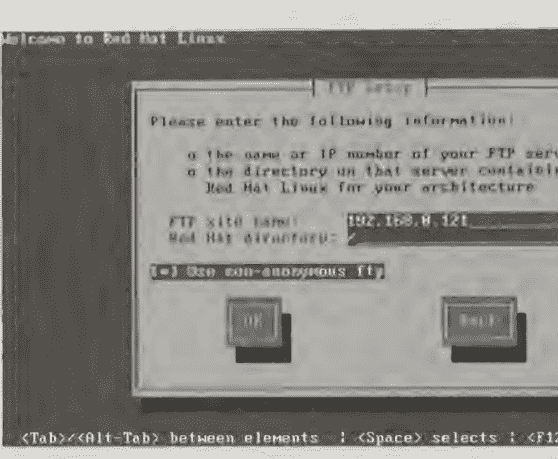 Welcome to Red Hat Linux
FTP Setup
Please enter the following information:
o the name or IP number of your FTP serv
o the directory on that server containin
Red Hat Linux for your architecture
FTP site name: 192.168.0.121
Red Hat directory: /
[*] Use non-anonymous ftp
OK
Back
<Tab>/<Alt-Tab> between elements | <Space> selects | <F12